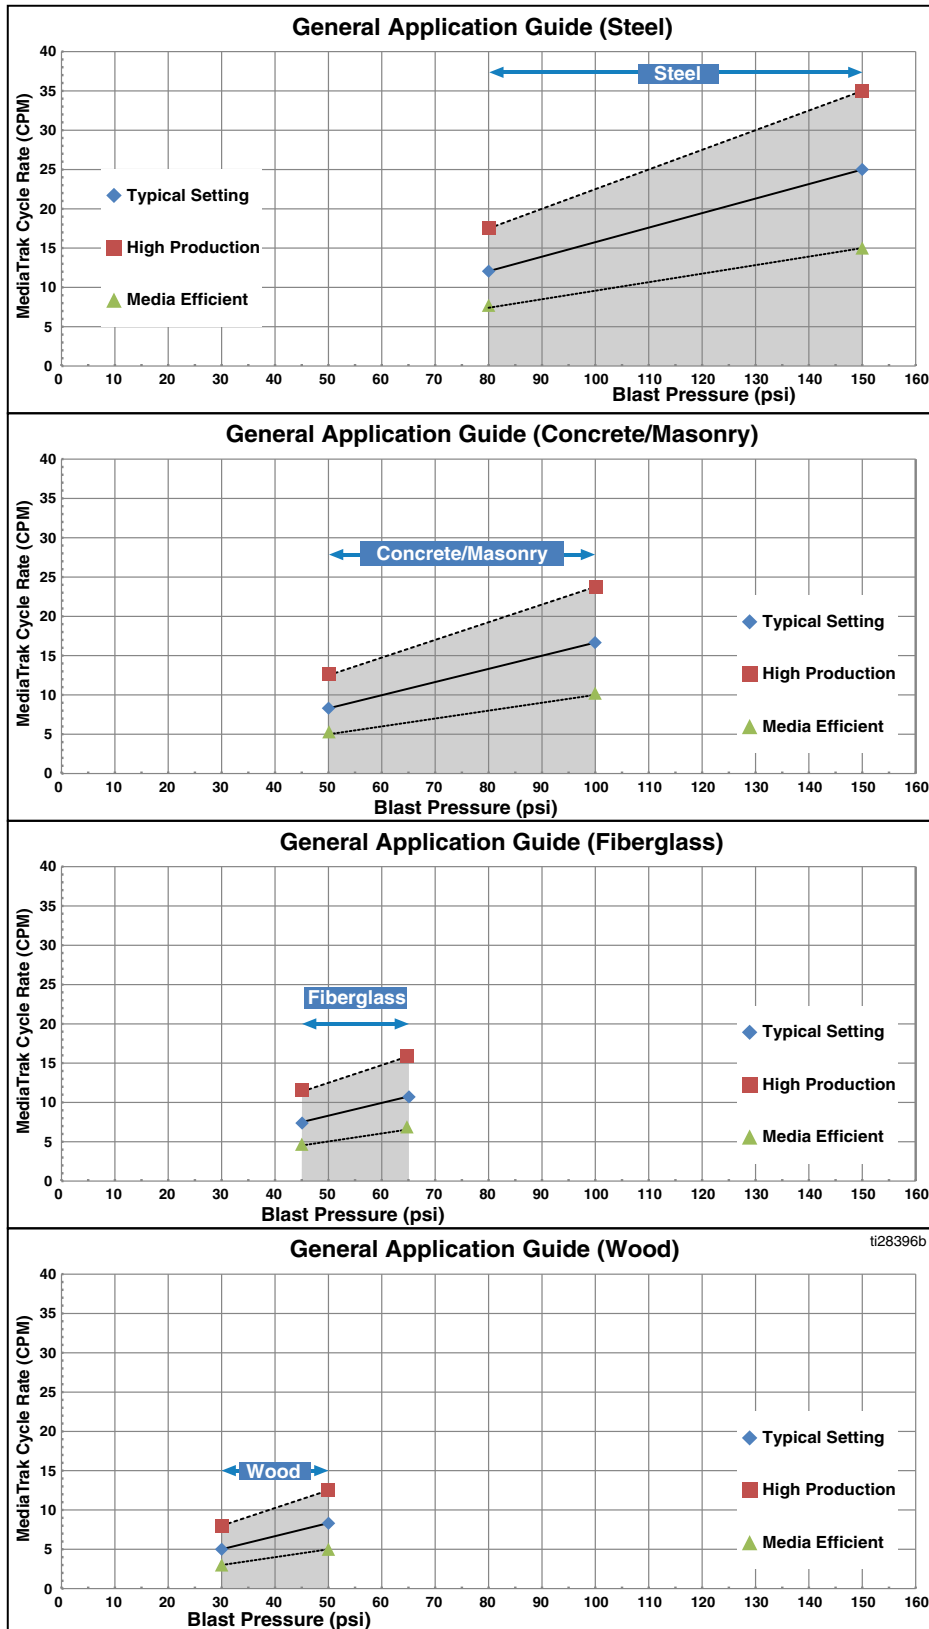 General Application Guide (Steel)
MediaTrak Cycle Rate (CPM)
40
35
30
25
20
15
10
5
0
Steel
Typical Setting
High Production
Media Efficient
0 10 20 30 40 50 60 70 80 90 100 110 120 130 140 150 160
Blast Pressure (psi)
General Application Guide (Concrete/Masonry)
MediaTrak Cycle Rate (CPM)
40
35
30
25
20
15
10
5
0
Concrete/Masonry
Typical Setting
High Production
Media Efficient
0 10 20 30 40 50 60 70 80 90 100 110 120 130 140 150 160
Blast Pressure (psi)
General Application Guide (Fiberglass)
MediaTrak Cycle Rate (CPM)
40
35
30
25
20
15
10
5
0
Fiberglass
Typical Setting
High Production
Media Efficient
0 10 20 30 40 50 60 70 80 90 100 110 120 130 140 150 160
Blast Pressure (psi)
General Application Guide (Wood)
ti28396b
MediaTrak Cycle Rate (CPM)
40
35
30
25
20
15
10
5
0
Wood
Typical Setting
High Production
Media Efficient
0 10 20 30 40 50 60 70 80 90 100 110 120 130 140 150 160
Blast Pressure (psi)